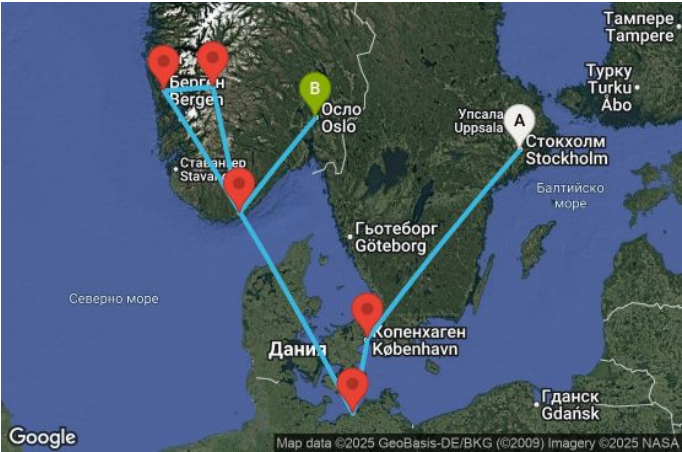 Тампере
Tampere
Турку
Turku
Åbo
Берген
Bergen
B
Осло
Oslo
Упсала
Uppsala
A
Стокхолм
Stockholm
Ставангер
Stavan
Балтийско
море
Гьотеборг
Göteborg
Северно море
Копенхаген
København
Дания
Гданск
Gdańsk
Google
Map data ©2025 GeoBasis-DE/BKG (©2009) Imagery ©2025 NASA